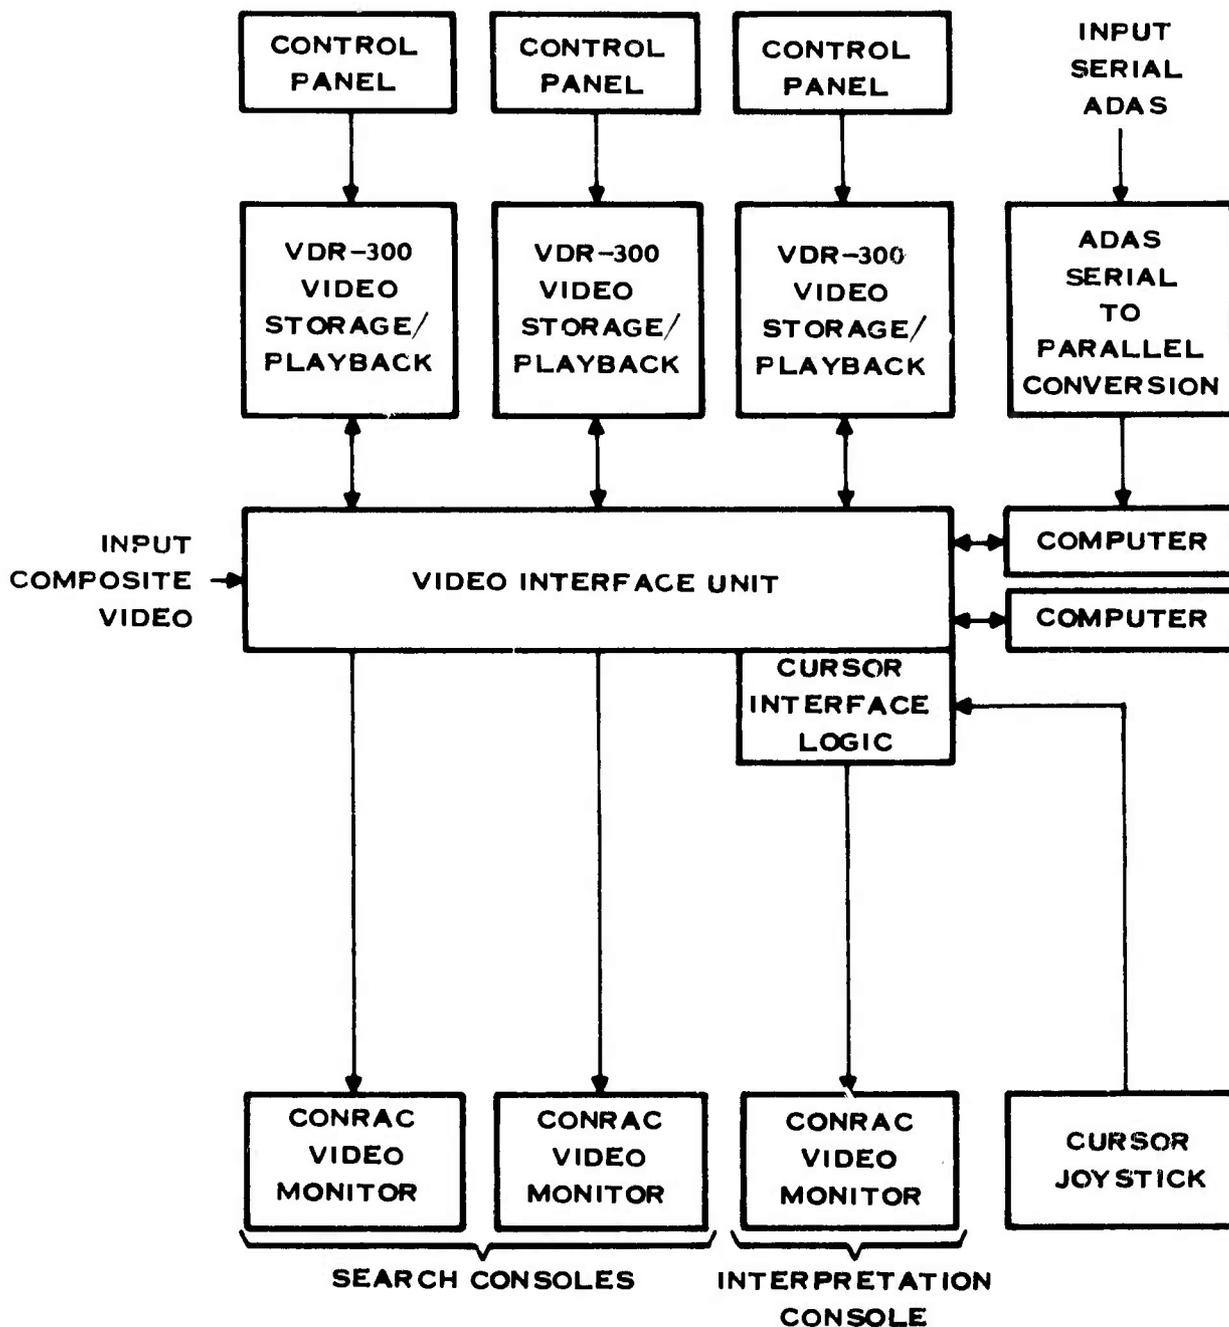 CONTROL
PANEL
CONTROL
PANEL
CONTROL
PANEL
INPUT
SERIAL
ADAS
VDR-300
VIDEO
STORAGE/
PLAYBACK
VDR-300
VIDEO
STORAGE/
PLAYBACK
VDR-300
VIDEO
STORAGE/
PLAYBACK
ADAS
SERIAL
TO
PARALLEL
CONVERSION
INPUT
COMPOSITE
VIDEO
VIDEO INTERFACE UNIT
COMPUTER
COMPUTER
CURSOR
INTERFACE
LOGIC
CONRAC
VIDEO
MONITOR
CONRAC
VIDEO
MONITOR
CONRAC
VIDEO
MONITOR
CURSOR
JOYSTICK
SEARCH CONSOLES
INTERPRETATION
CONSOLE